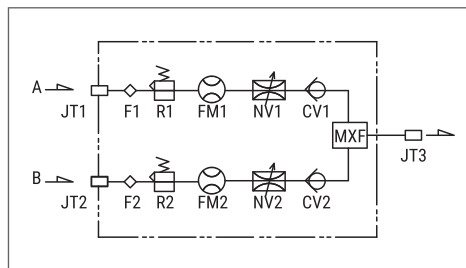 A
JT1 F1 R1 FM1 NV1 CV1
MXF
JT3
B
JT2 F2 R2 FM2 NV2 CV2